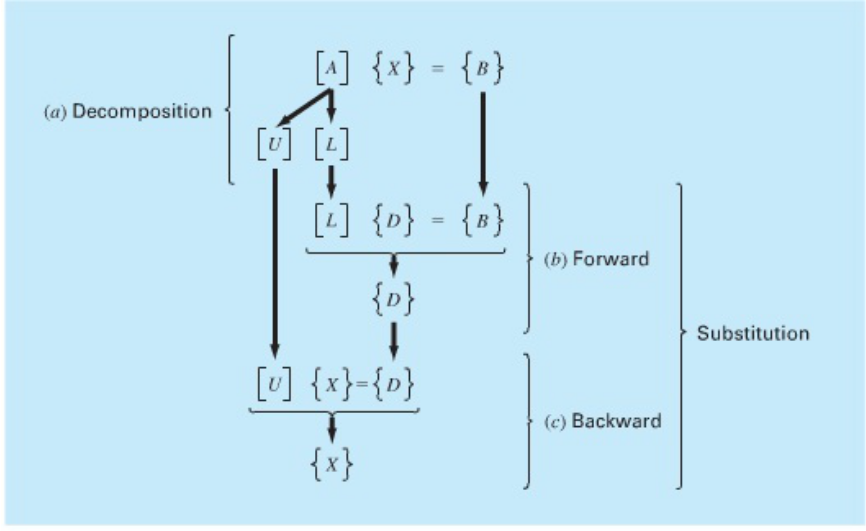 [A] {X} = {B}
(a) Decomposition
[U] [L]
[L] {D} = {B}
(b) Forward
{D}
Substitution
[U] {X}={D}
(c) Backward
{X}